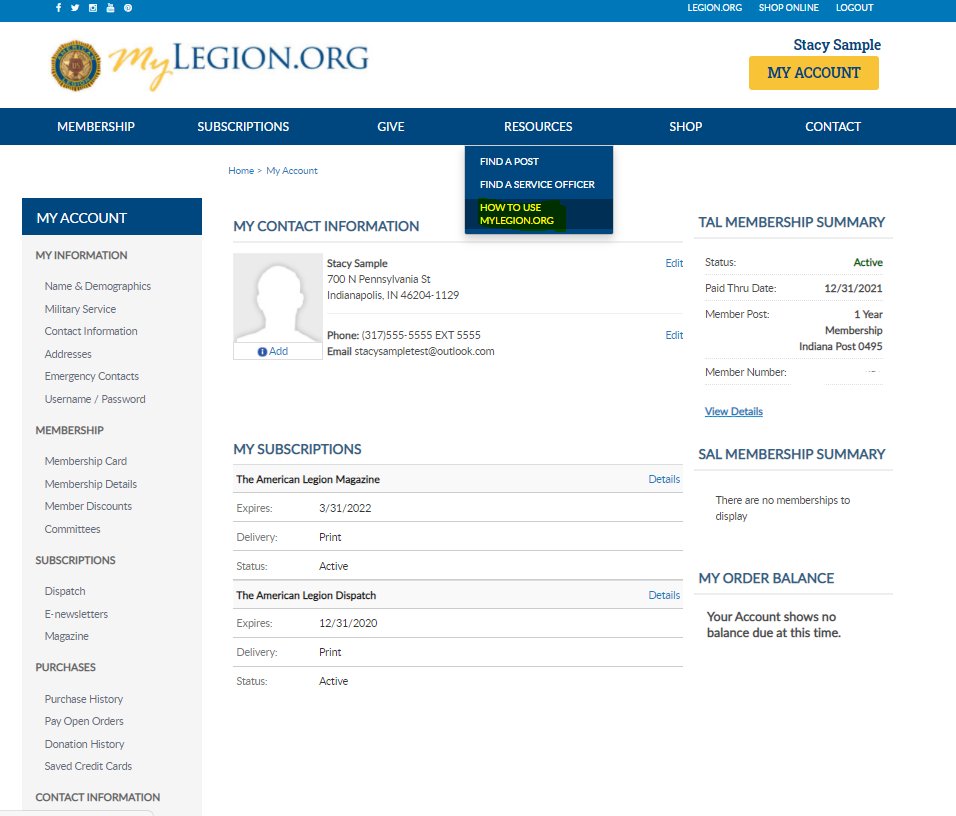 LEGION.ORG SHOP ONLINE LOGOUT
MyLEGION.ORG
Stacy Sample
MY ACCOUNT
MEMBERSHIP SUBSCRIPTIONS GIVE RESOURCES SHOP CONTACT
FIND A POST
FIND A SERVICE OFFICER
HOW TO USE
MYLEGION.ORG
Home > My Account
MY ACCOUNT
MY INFORMATION
Name & Demographics
Military Service
Contact Information
Addresses
Emergency Contacts
Username / Password
MEMBERSHIP
Membership Card
Membership Details
Member Discounts
Committees
SUBSCRIPTIONS
Dispatch
E-newsletters
Magazine
PURCHASES
Purchase History
Pay Open Orders
Donation History
Saved Credit Cards
CONTACT INFORMATION
MY CONTACT INFORMATION
Stacy Sample Edit
700 N Pennsylvania St
Indianapolis, IN 46204-1129
Phone: (317)555-5555 EXT 5555 Edit
Email stacysampletest@outlook.com
Add
MY SUBSCRIPTIONS
The American Legion Magazine Details
Expires: 3/31/2022
Delivery: Print
Status: Active
The American Legion Dispatch Details
Expires: 12/31/2020
Delivery: Print
Status: Active
TAL MEMBERSHIP SUMMARY
Status: Active
Paid Thru Date: 12/31/2021
Member Post: 1 Year
Membership
Indiana Post 0495
Member Number:
View Details
SAL MEMBERSHIP SUMMARY
There are no memberships to
display
MY ORDER BALANCE
Your Account shows no
balance due at this time.